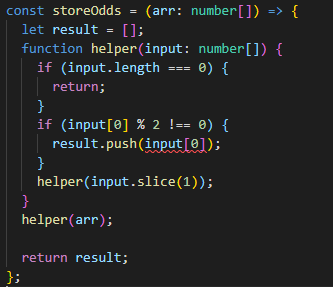 const storeOdds = (arr: number[]) => {
  let result = [];
  function helper(input: number[]) {
    if (input.length === 0) {
      return;
    }
    if (input[0] % 2 !== 0) {
      result.push(input[0]);
    }
    helper(input.slice(1));
  }
  helper(arr);

  return result;
};